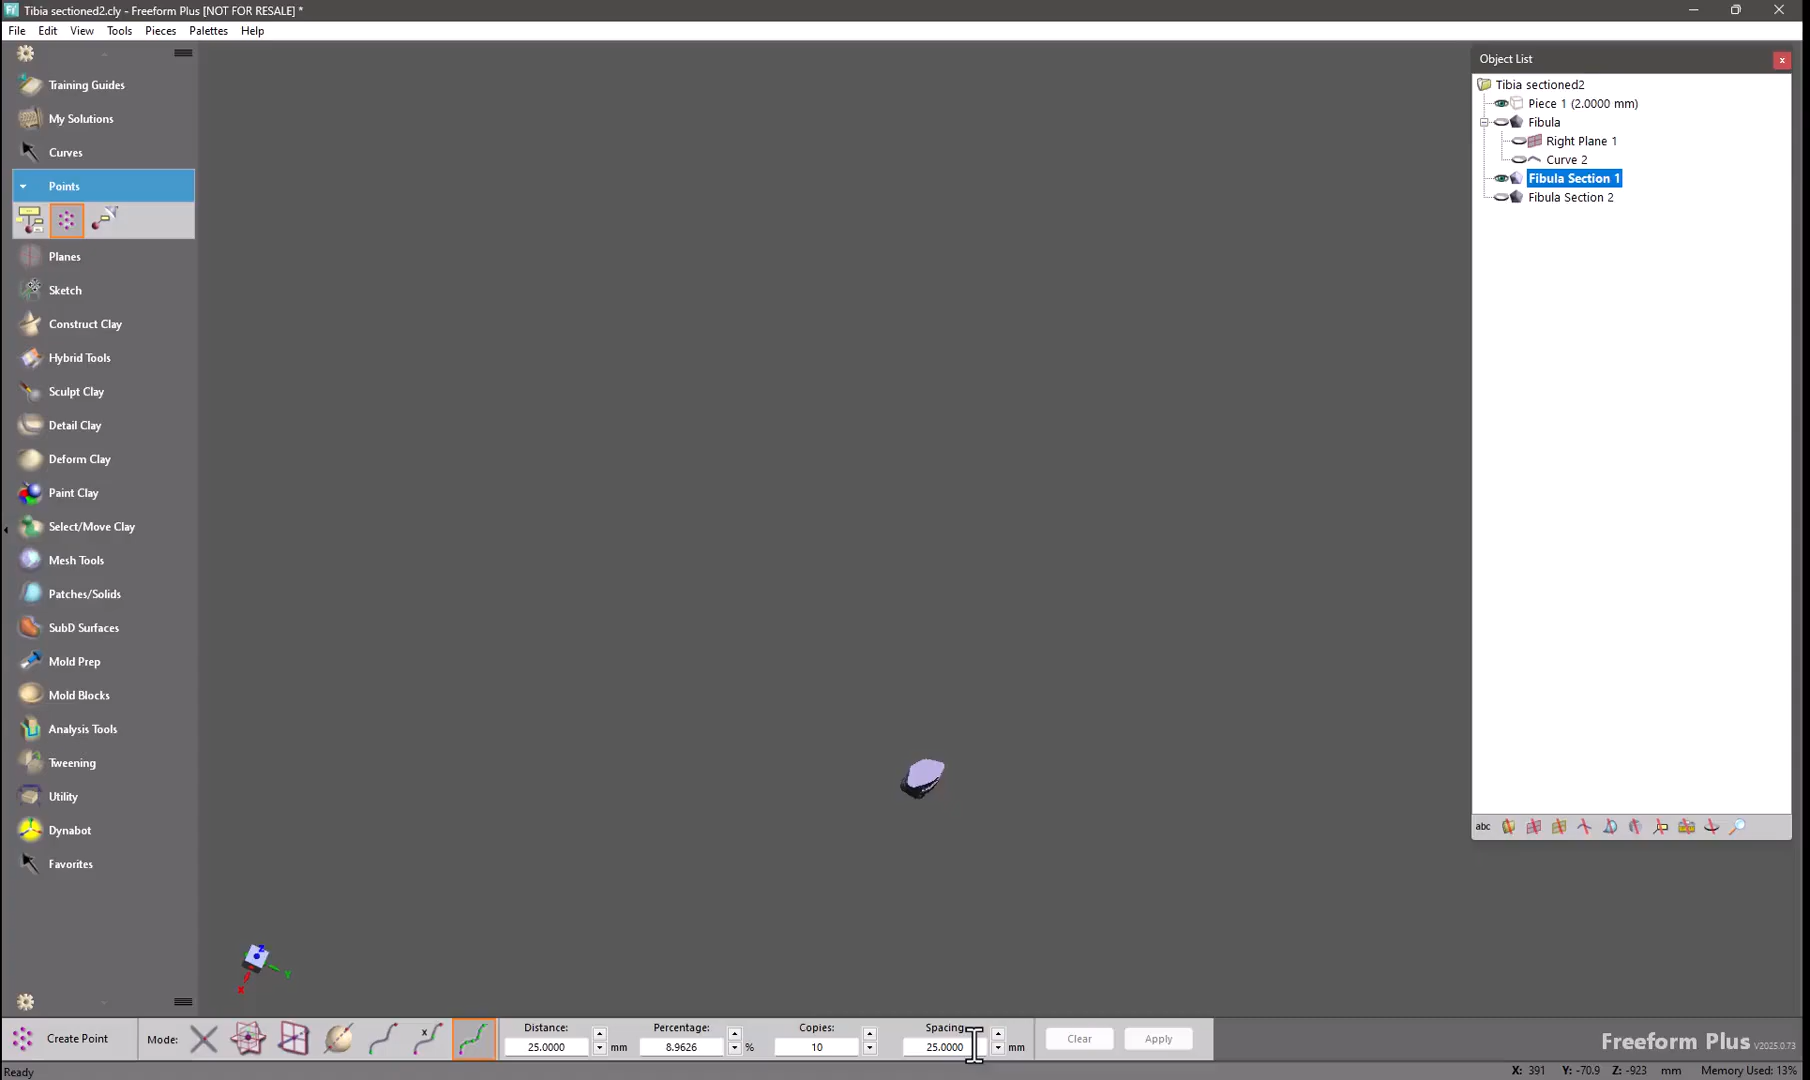 Tibia sectioned2.cly - Freeform Plus [NOT FOR RESALE] *
File Edit View Tools Pieces Palettes Help
Training Guides
My Solutions
Curves
Points
Planes
Sketch
Construct Clay
Hybrid Tools
Sculpt Clay
Detail Clay
Deform Clay
Paint Clay
Select/Move Clay
Mesh Tools
Patches/Solids
SubD Surfaces
Mold Prep
Mold Blocks
Analysis Tools
Tweening
Utility
Dynabot
Favorites
Object List
Tibia sectioned2
Piece 1 (2.0000 mm)
Fibula
Right Plane 1
Curve 2
Fibula Section 1
Fibula Section 2
abc
Z
Y
X
Create Point
Mode:
Distance:
25.0000 mm
Percentage:
8.9626 %
Copies:
10
Spacing:
25.0000 mm
Clear
Apply
Freeform Plus V2025.0.73
Ready
X: 391 Y: -70.9 Z: -923 mm Memory Used: 13%